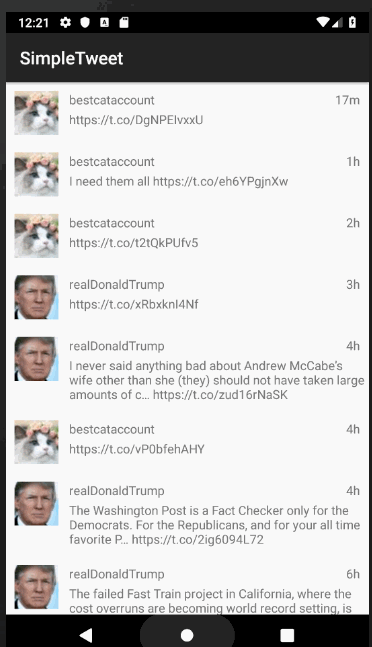 12:21
SimpleTweet
bestcataccount 17m
https://t.co/DgNPEIvxxU
bestcataccount 1h
I need them all https://t.co/eh6YPgjnXw
bestcataccount 2h
https://t.co/t2tQkPUfv5
realDonaldTrump 3h
https://t.co/xRbxknI4Nf
realDonaldTrump 4h
I never said anything bad about Andrew McCabe's
wife other than she (they) should not have taken large
amounts of c... https://t.co/zud16rNaSK
bestcataccount 4h
https://t.co/vP0bfehAHY
realDonaldTrump 4h
The Washington Post is a Fact Checker only for the
Democrats. For the Republicans, and for your all time
favorite P... https://t.co/2ig6094L72
realDonaldTrump 6h
The failed Fast Train project in California, where the
cost overruns are becoming world record setting, is